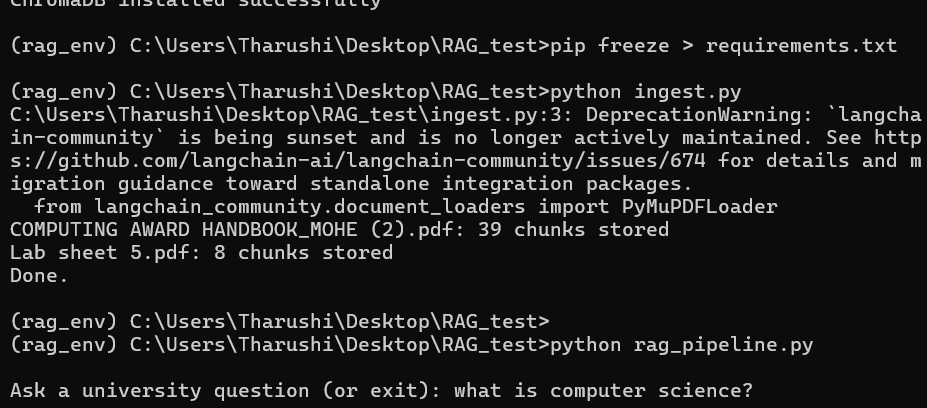 ChromaDB installed successfully
(rag_env) C:\Users\Tharushi\Desktop\RAG_test>pip freeze > requirements.txt
(rag_env) C:\Users\Tharushi\Desktop\RAG_test>python ingest.py
C:\Users\Tharushi\Desktop\RAG_test\ingest.py:3: DeprecationWarning: `langcha
in-community` is being sunset and is no longer actively maintained. See http
s://github.com/langchain-ai/langchain-community/issues/674 for details and m
igration guidance toward standalone integration packages.
  from langchain_community.document_loaders import PyMuPDFLoader
COMPUTING AWARD HANDBOOK_MOHE (2).pdf: 39 chunks stored
Lab sheet 5.pdf: 8 chunks stored
Done.
(rag_env) C:\Users\Tharushi\Desktop\RAG_test>
(rag_env) C:\Users\Tharushi\Desktop\RAG_test>python rag_pipeline.py
Ask a university question (or exit): what is computer science?